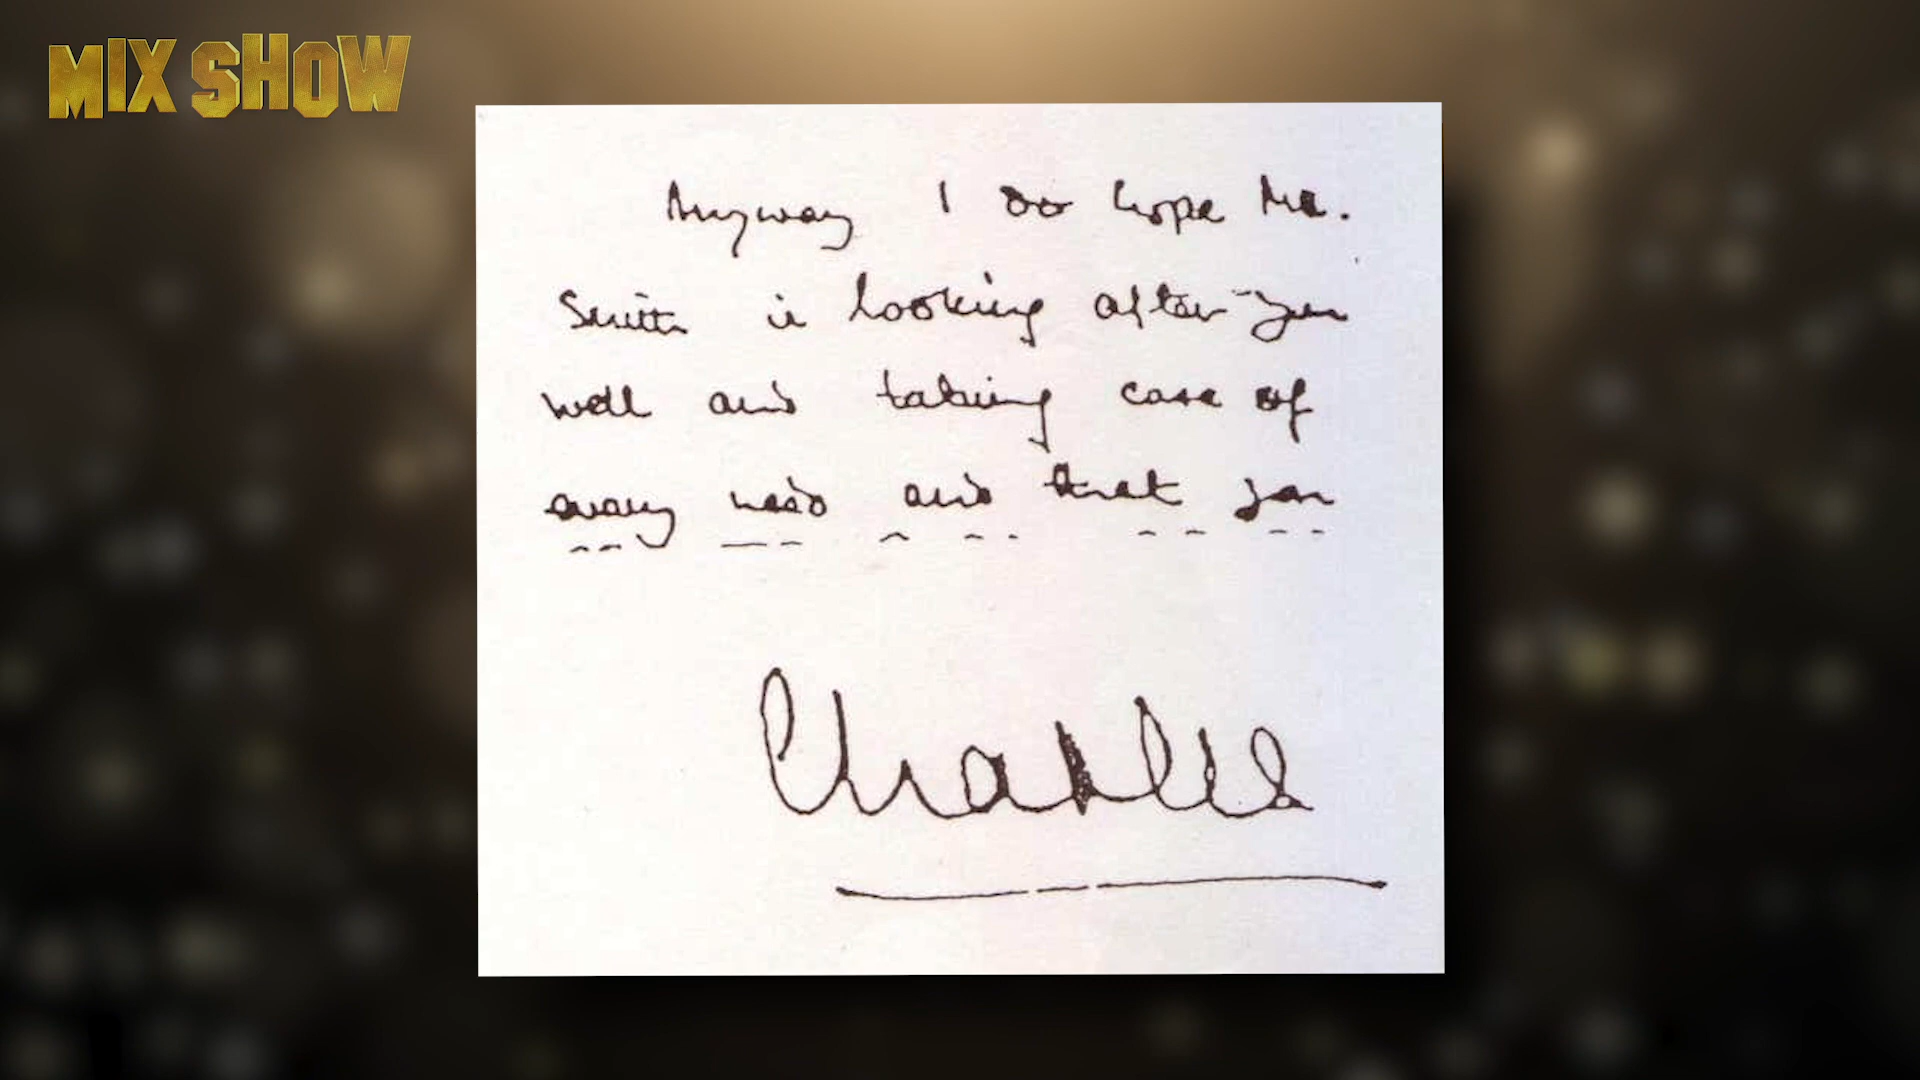 MIX SHOW
Anyway I do hope Mr.
Smith is looking after you
well and taking care of
every need and that you
Charles